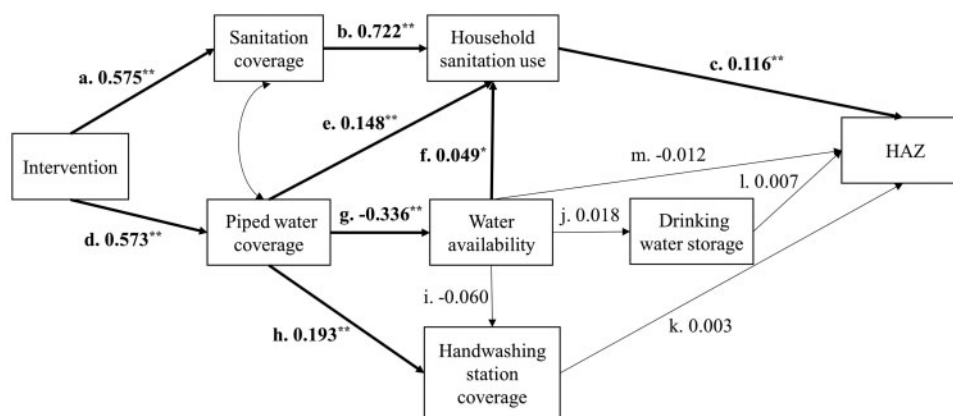 Sanitation
coverage
b. 0.722**
Household
sanitation use
a. 0.575**
c. 0.116**
e. 0.148**
Intervention
f. 0.049*
m. -0.012
HAZ
l. 0.007
d. 0.573**
Piped water
coverage
g. -0.336**
Water
availability
j. 0.018
Drinking
water storage
i. -0.060
h. 0.193**
k. 0.003
Handwashing
station
coverage